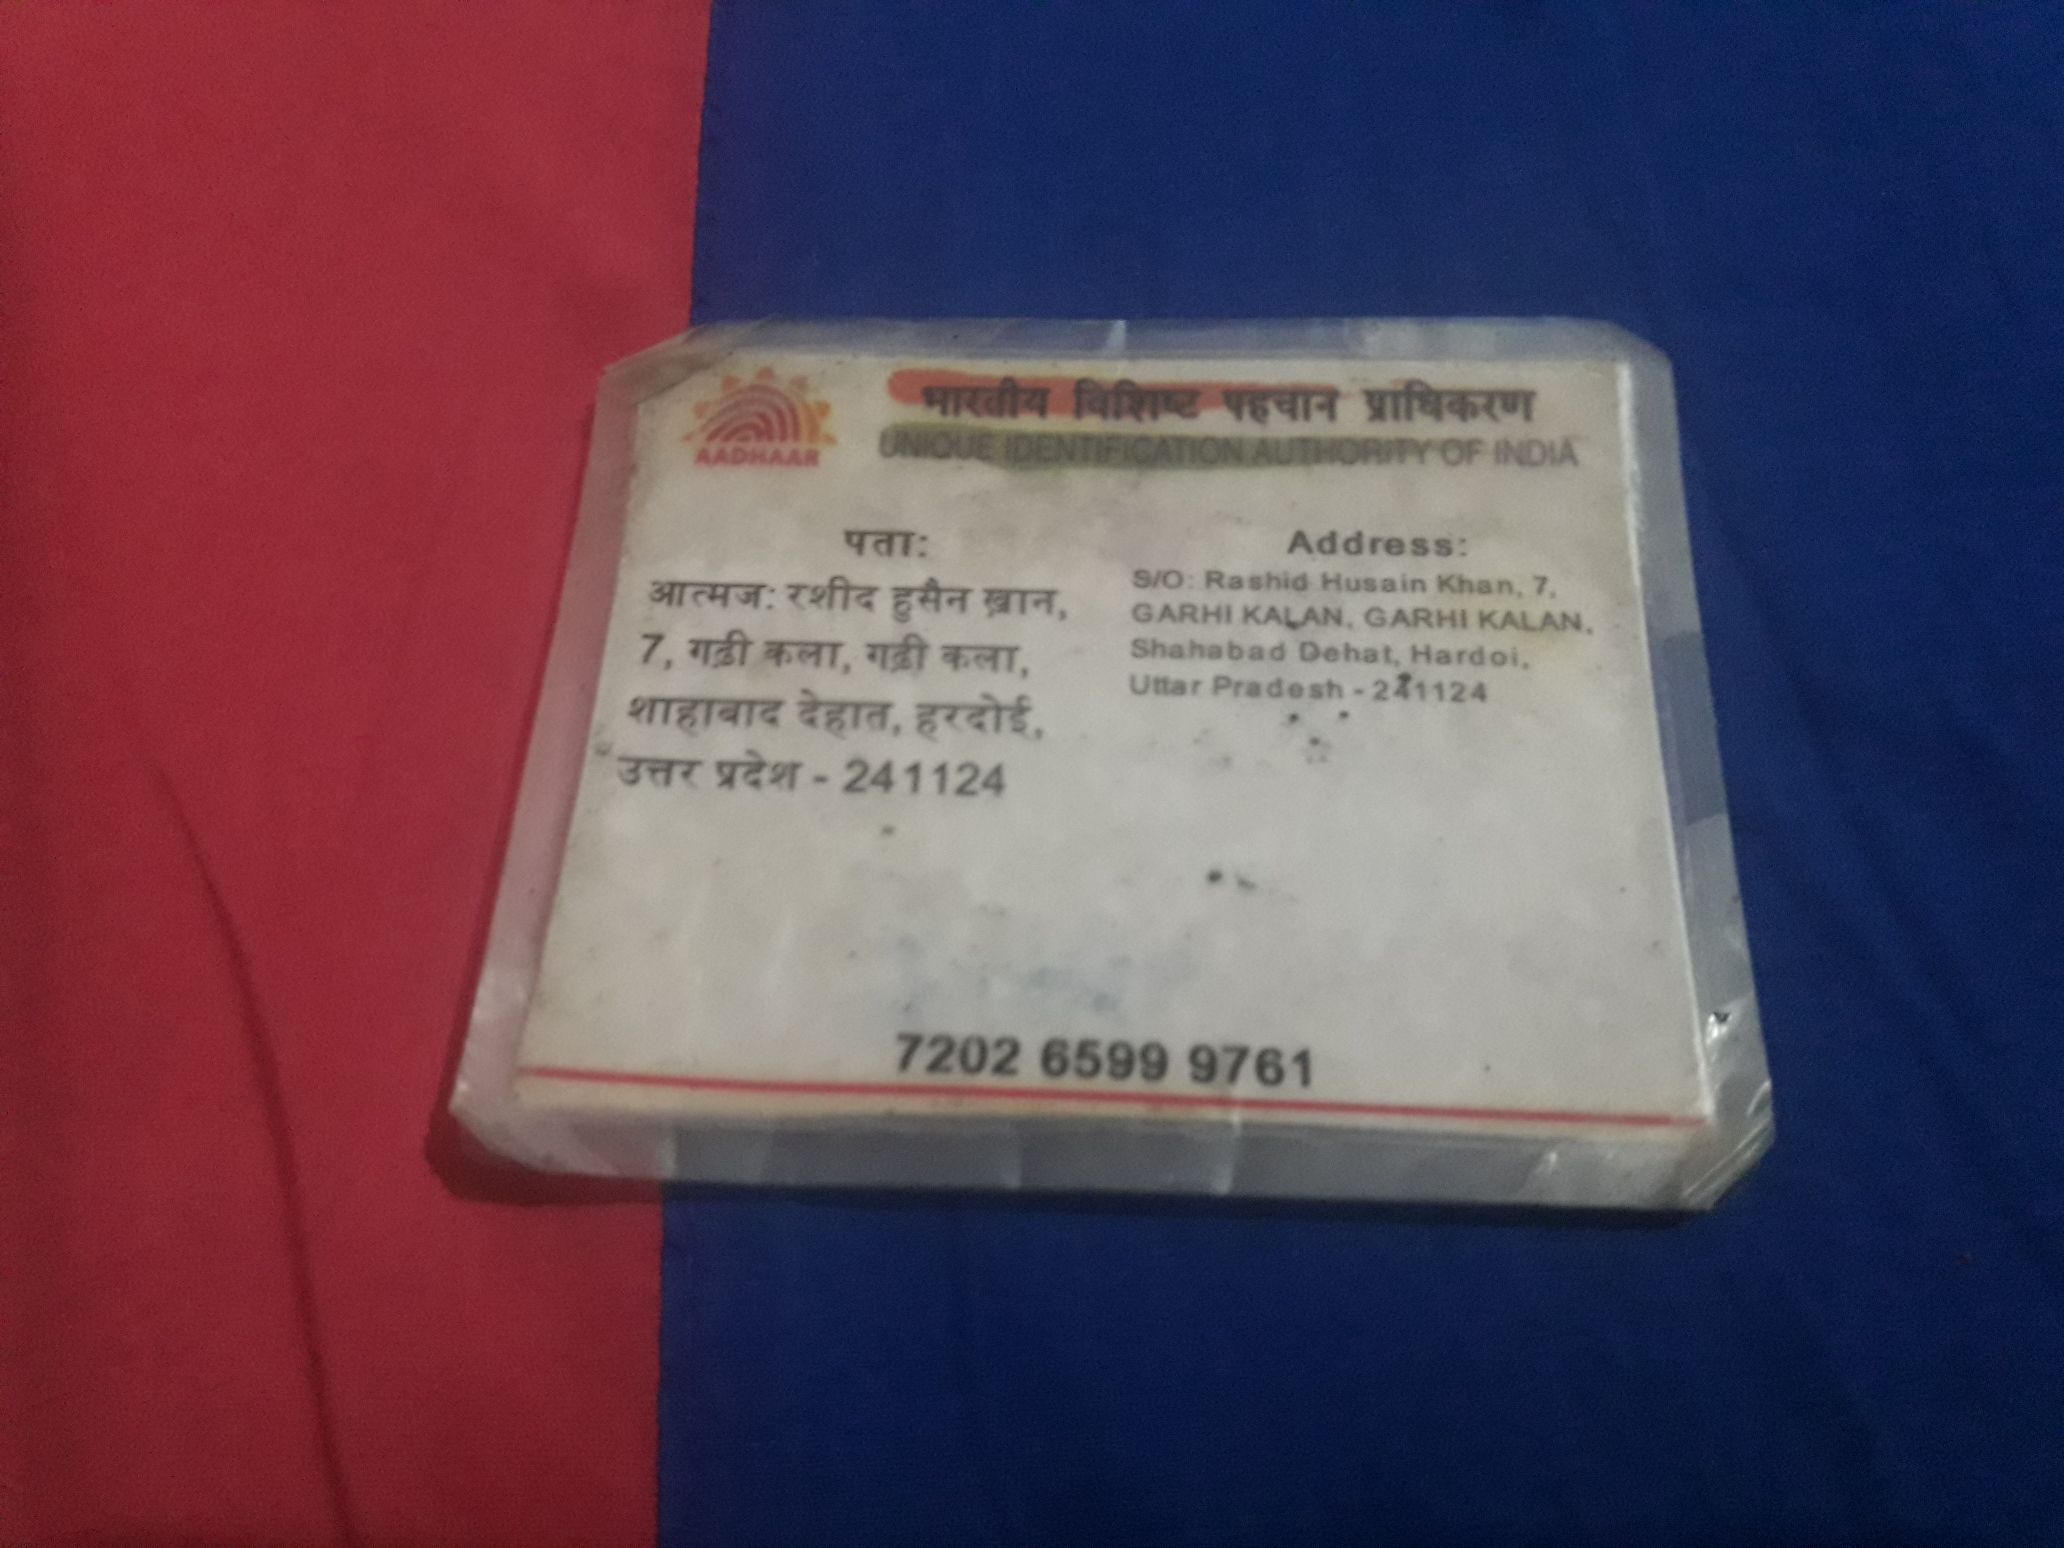 भारतीय विशिष्ट पहचान प्राधिकरण
UNIQUE IDENTIFICATION AUTHORITY OF INDIA
AADHAAR
पता:
आत्मज: रशीद हुसैन ख़ान,
7, गढ़ी कला, गढ़ी कला,
शाहाबाद देहात, हरदोई,
उत्तर प्रदेश - 241124
Address:
S/O: Rashid Husain Khan, 7,
GARHI KALAN, GARHI KALAN,
Shahabad Dehat, Hardoi,
Uttar Pradesh - 241124
7202 6599 9761